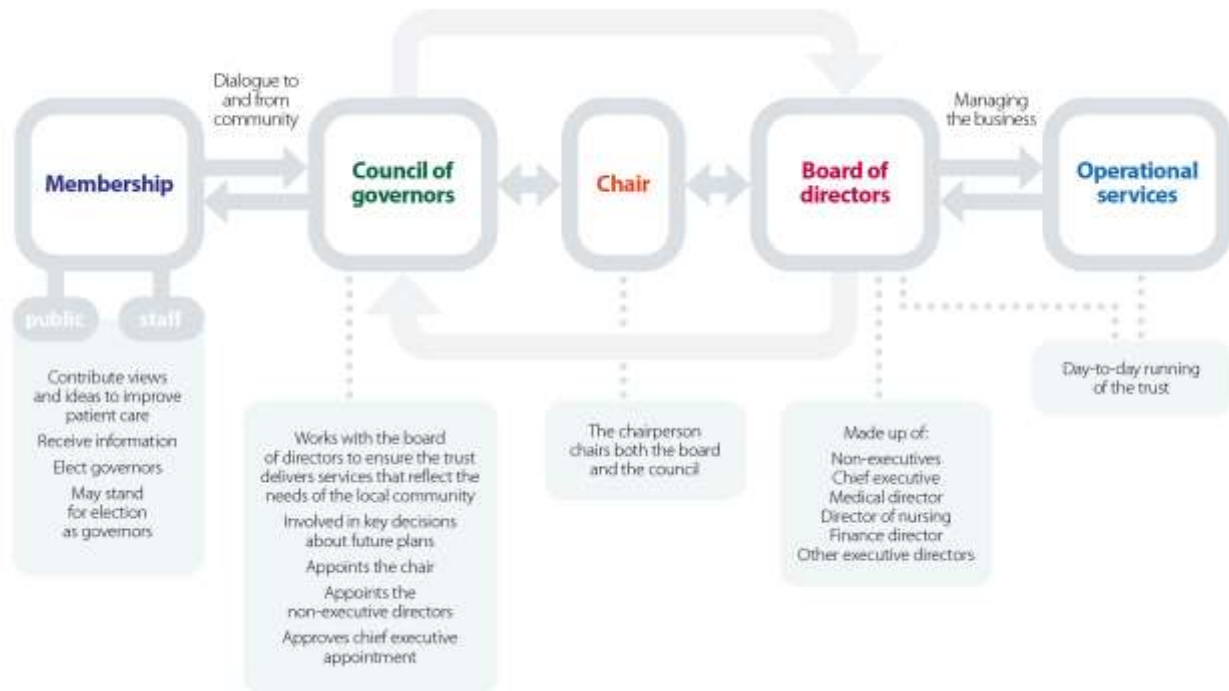 Dialogue to
and from
community
Managing
the business
Membership
Council of
governors
Chair
Board of
directors
Operational
services
public
staff
Contribute views
and ideas to improve
patient care
Receive information
Elect governors
May stand
for election
as governors
Works with the board
of directors to ensure the trust
delivers services that reflect the
needs of the local community
Involved in key decisions
about future plans
Appoints the chair
Appoints the
non-executive directors
Approves chief executive
appointment
The chairperson
chairs both the board
and the council
Made up of:
Non-executives
Chief executive
Medical director
Director of nursing
Finance director
Other executive directors
Day-to-day running
of the trust